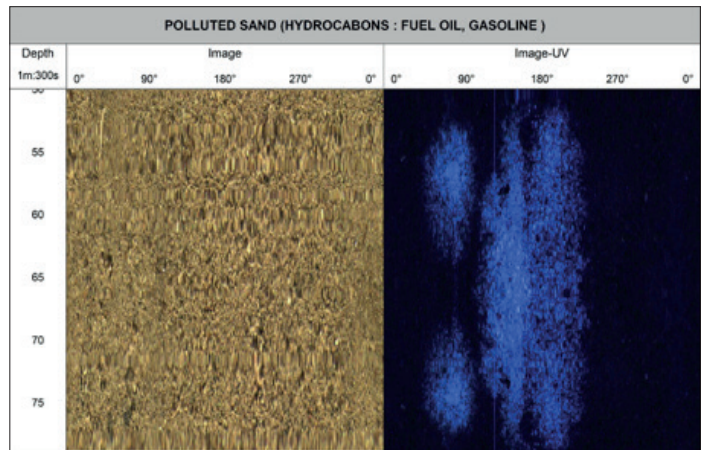 POLLUTED SAND (HYDROCABONS : FUEL OIL, GASOLINE )
Depth Image Image-UV
1m:300s 0° 90° 180° 270° 0° 0° 90° 180° 270° 0°
50
55
60
65
70
75